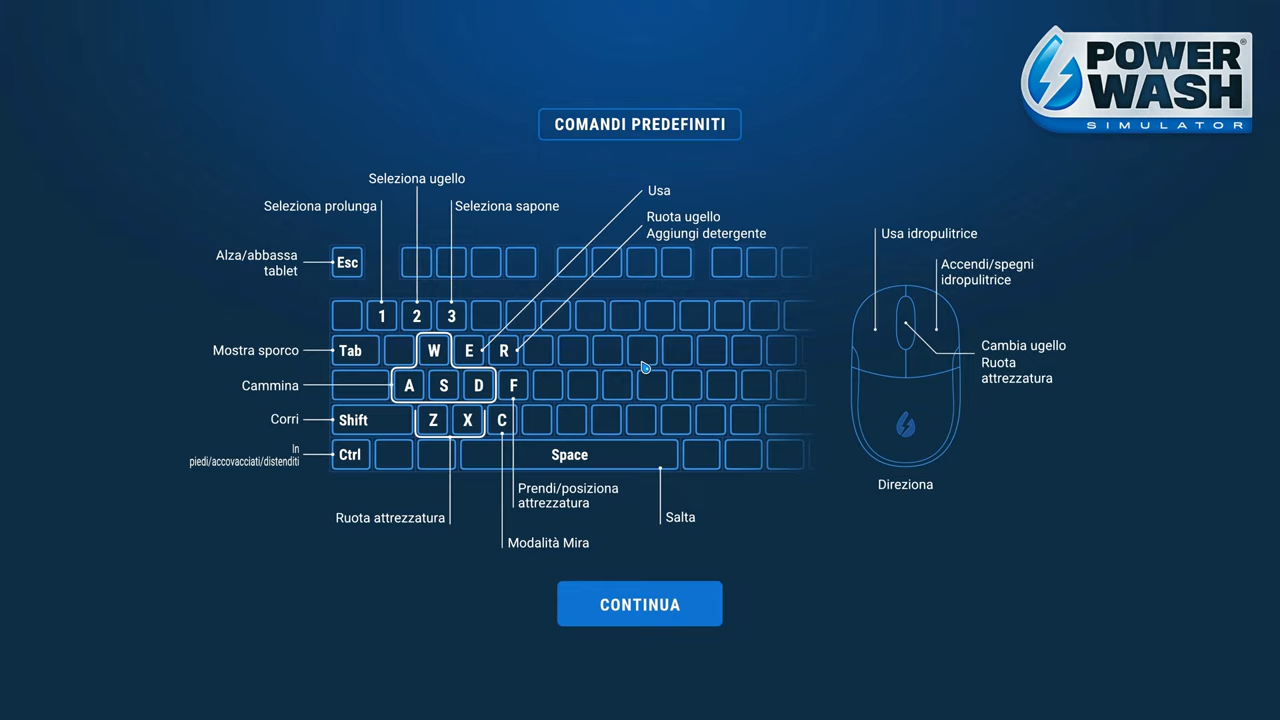 POWER
WASH
SIMULATOR
COMANDI PREDEFINITI
Seleziona ugello
Seleziona prolunga
Seleziona sapone
Usa
Ruota ugello
Aggiungi detergente
Alza/abbassa
tablet
Esc
1 2 3
Mostra sporco
Tab W E R
Cammina
A S D F
Corri
Shift Z X C
In
piedi/accovacciati/distenditi
Ctrl Space
Prendi/posiziona
attrezzatura
Ruota attrezzatura
Salta
Modalità Mira
Usa idropulitrice
Accendi/spegni
idropulitrice
Cambia ugello
Ruota
attrezzatura
Direziona
CONTINUA